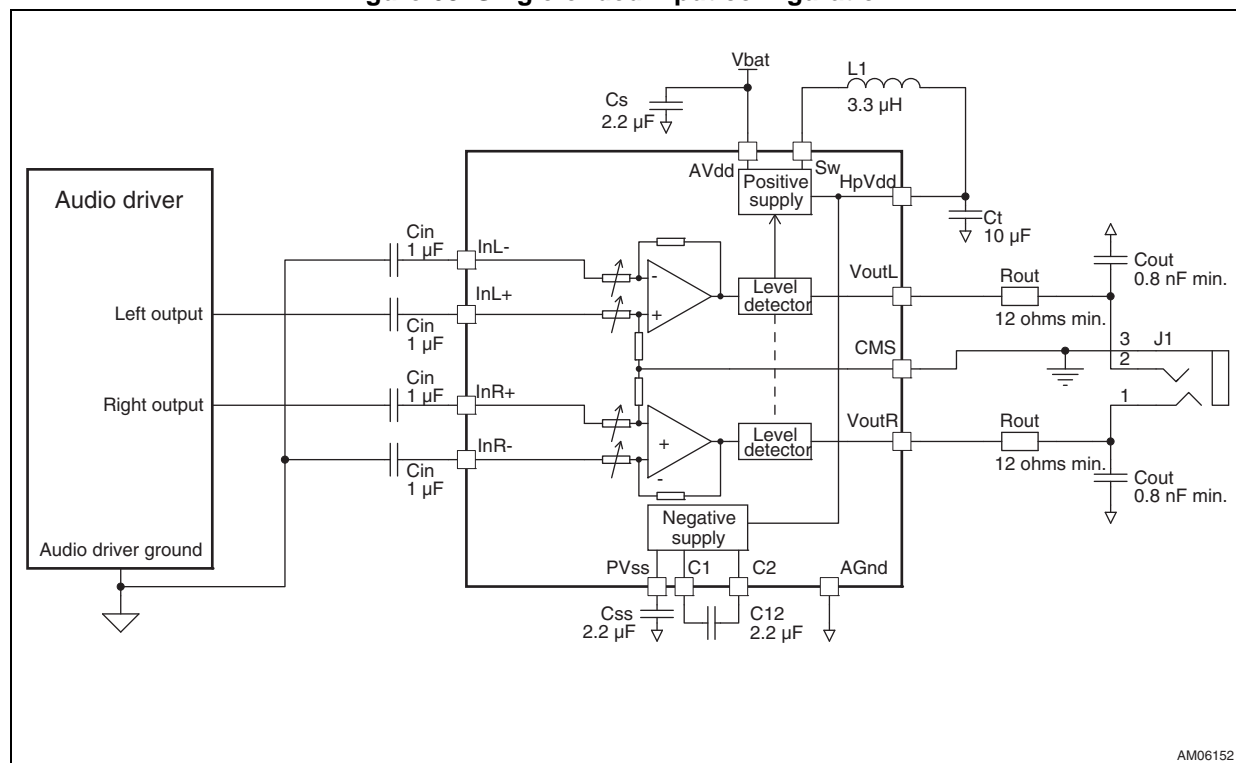 Vbat
L1
3.3 µH
Cs
2.2 µF
AVdd
Sw
HpVdd
Positive
supply
Ct
10 µF
Audio driver
Cin
1 µF
InL-
-
Level
detector
VoutL
Rout
12 ohms min.
Cout
0.8 nF min.
Left output
Cin
1 µF
InL+
+
CMS
3
J1
2
1
Right output
Cin
1 µF
InR+
+
Level
detector
VoutR
Rout
12 ohms min.
Cout
0.8 nF min.
Cin
1 µF
InR-
-
Negative
supply
Audio driver ground
PVss
C1
C2
AGnd
Css
2.2 µF
C12
2.2 µF
AM06152